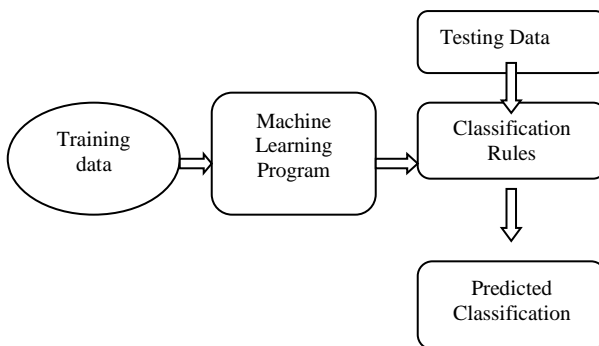 Testing Data
Training
data
Machine
Learning
Program
Classification
Rules
Predicted
Classification